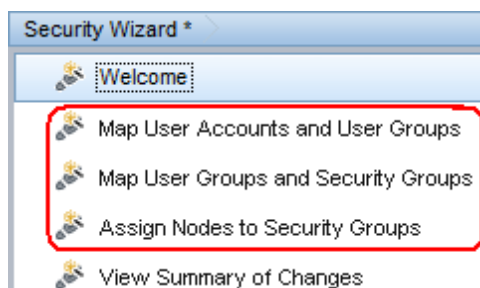 Security Wizard *
Welcome
Map User Accounts and User Groups
Map User Groups and Security Groups
Assign Nodes to Security Groups
View Summary of Changes